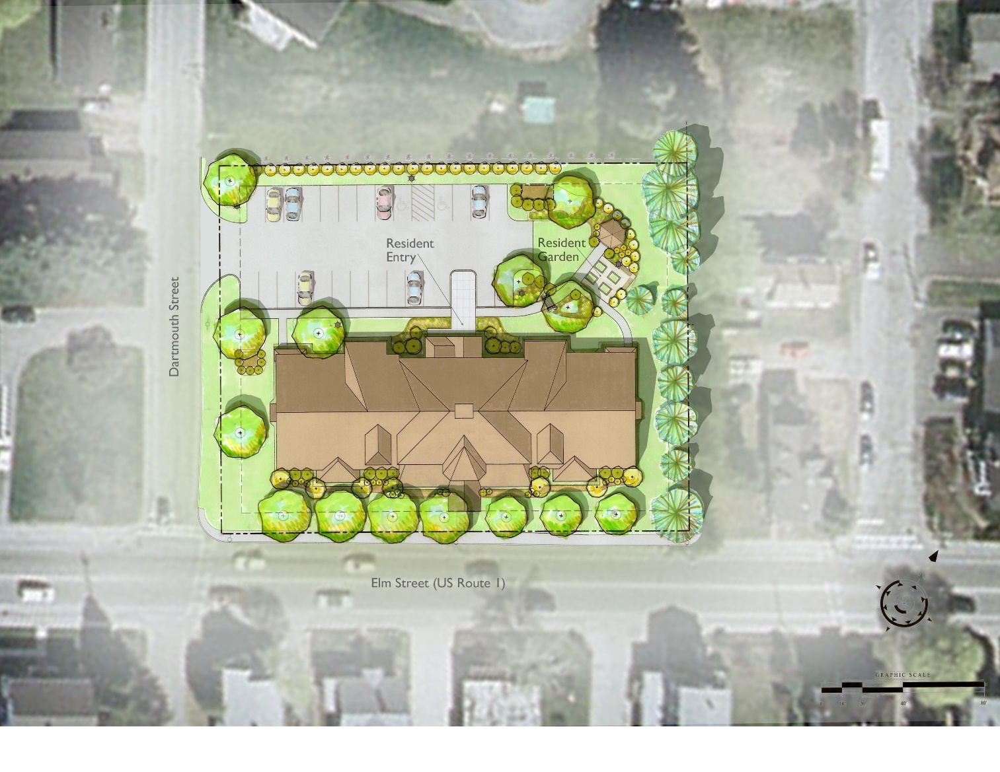 Resident
Entry
Resident
Garden
Dartmouth Street
Elm Street (US Route 1)
GRAPHIC SCALE
0 10' 20' 40' 80'